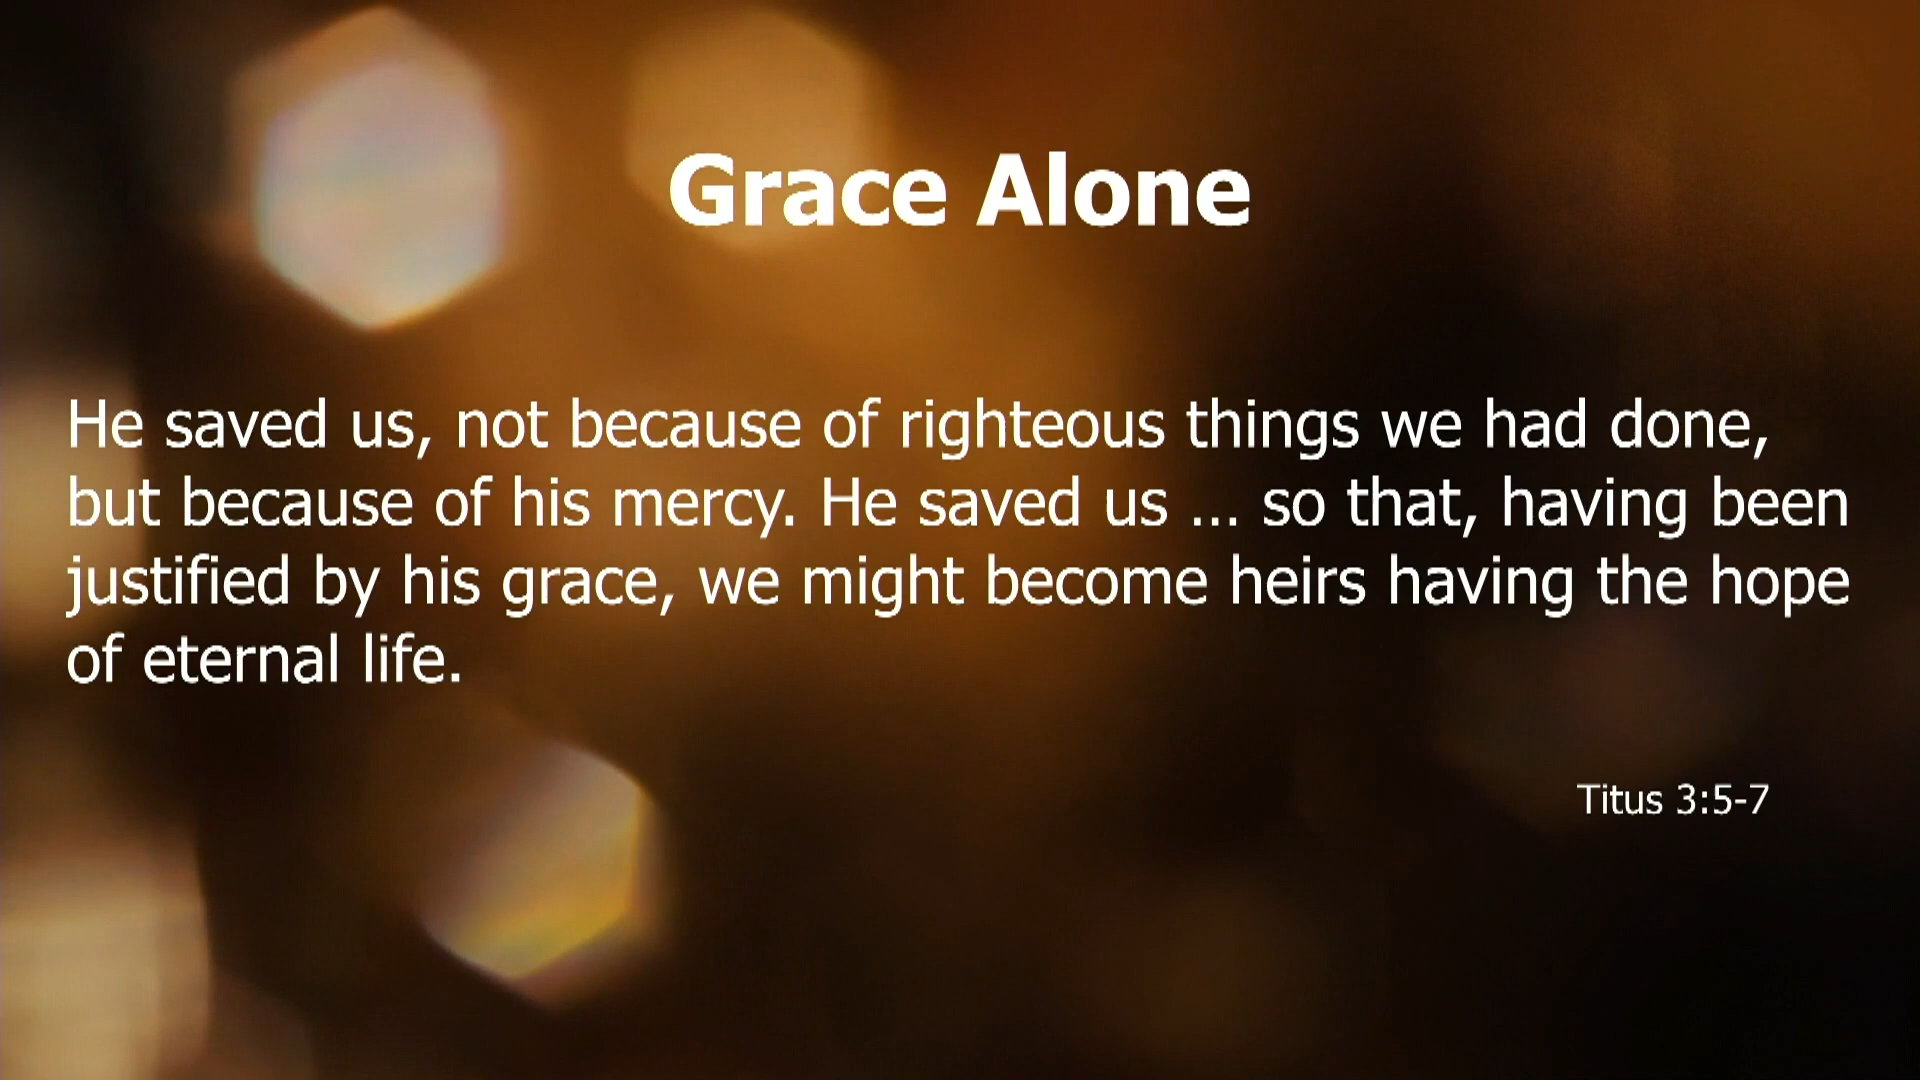 Grace Alone
He saved us, not because of righteous things we had done,
but because of his mercy. He saved us ... so that, having been
justified by his grace, we might become heirs having the hope
of eternal life.
Titus 3:5-7